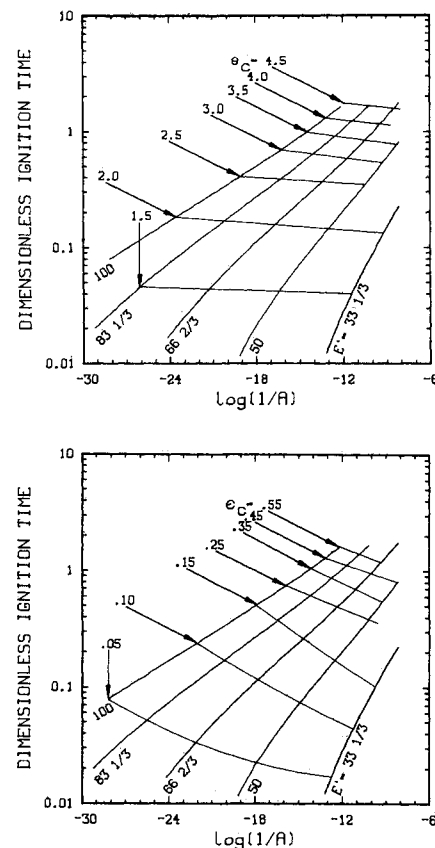 10
1
0.1
0.01
DIMENSIONLESS IGNITION TIME
θC= 4.5
4.0
3.5
3.0
2.5
2.0
1.5
100
83 1/3
66 2/3
50
E'= 33 1/3
-30 -24 -18 -12 -6
log(1/A)
10
1
0.1
0.01
DIMENSIONLESS IGNITION TIME
ЄC= .55
.45
.35
.25
.15
.10
.05
100
83 1/3
66 2/3
50
E'= 33 1/3
-30 -24 -18 -12 -6
log(1/A)